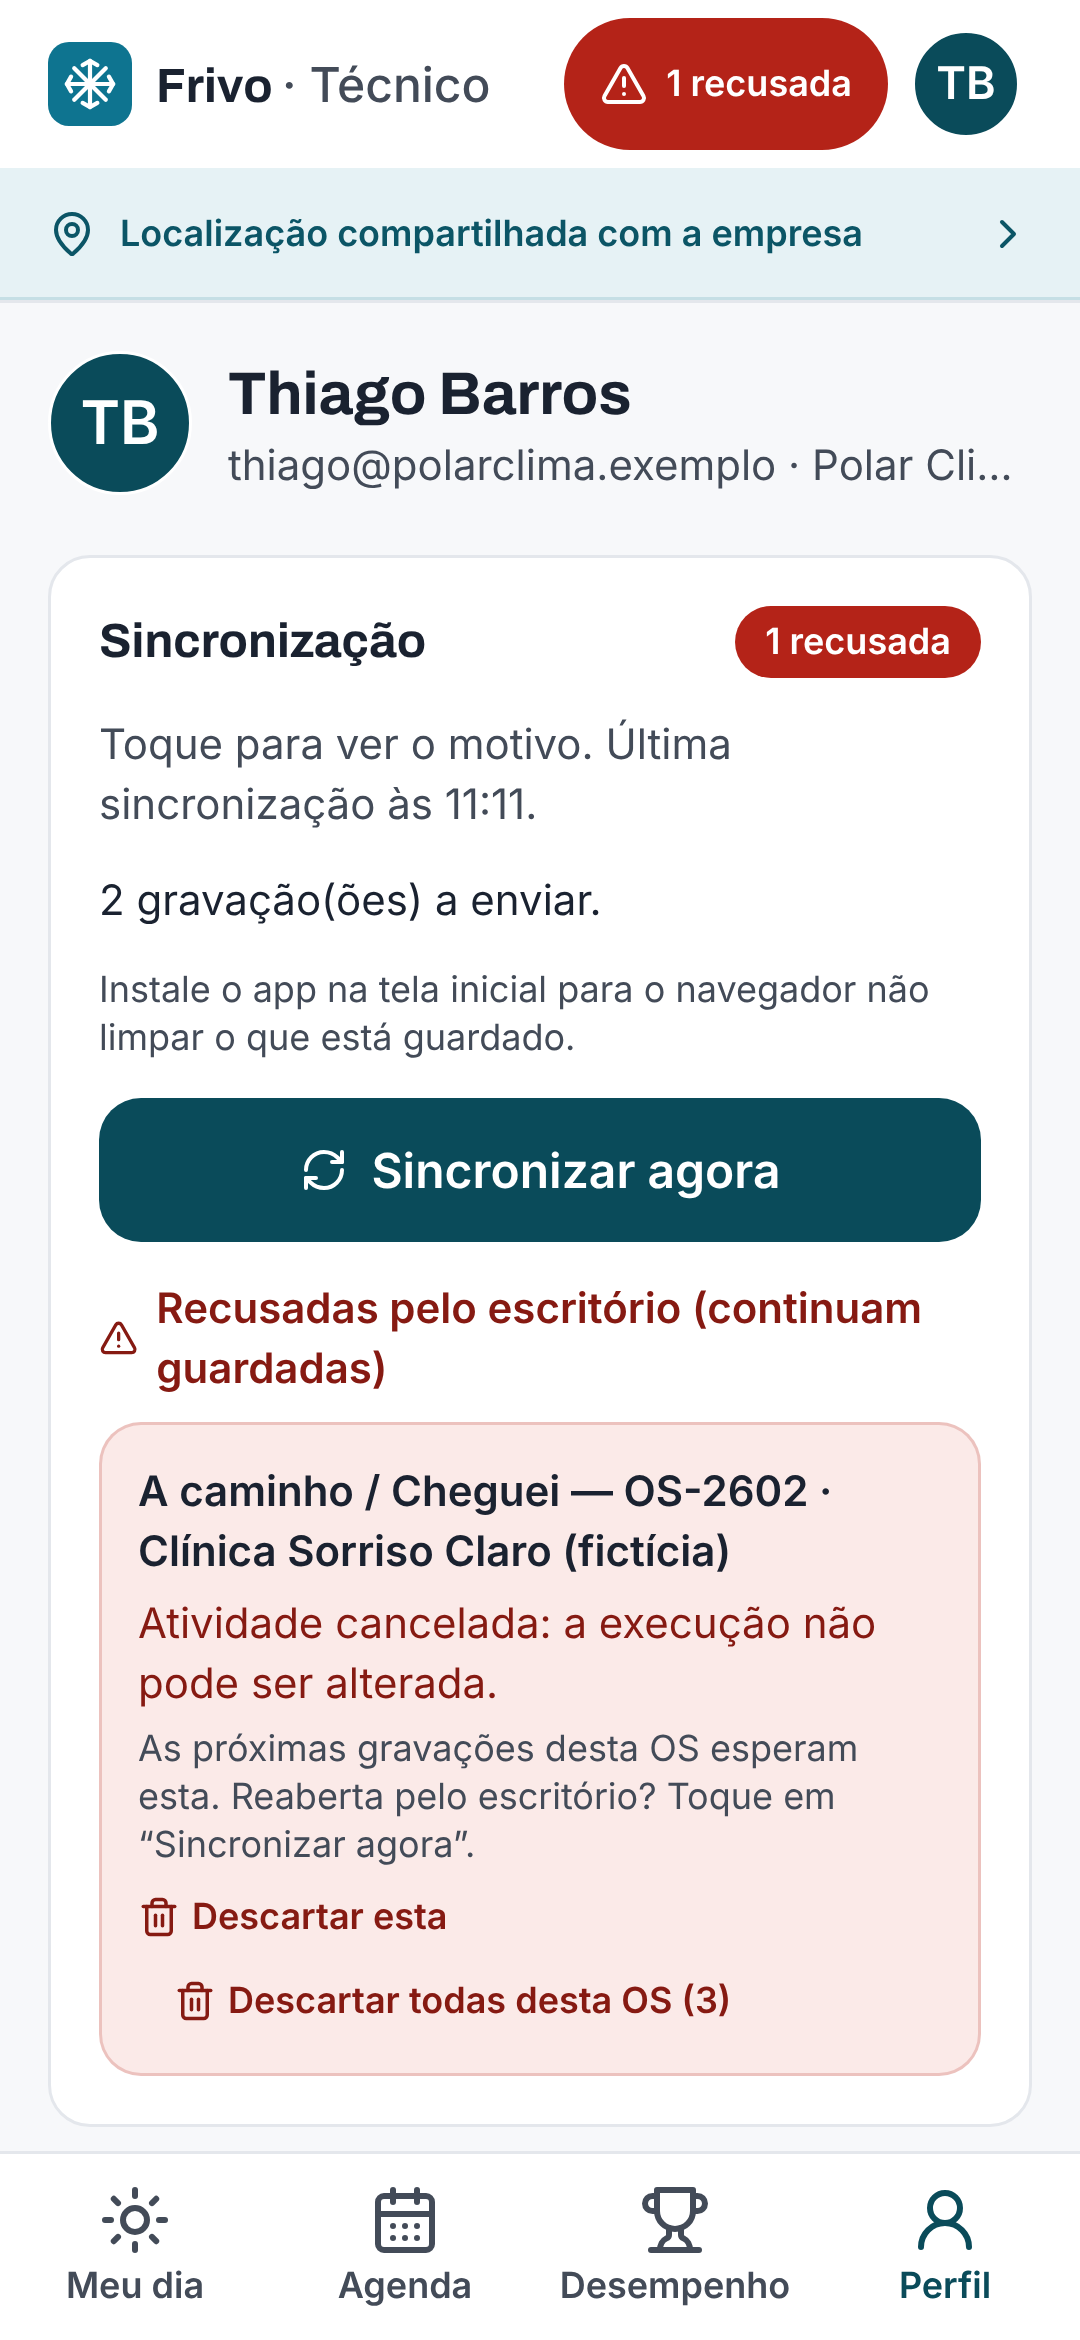 Frivo · Técnico
1 recusada
TB
Localização compartilhada com a empresa
TB
Thiago Barros
thiago@polarclima.exemplo · Polar Cli...
Sincronização
1 recusada
Toque para ver o motivo. Última
sincronização às 11:11.
2 gravação(ões) a enviar.
Instale o app na tela inicial para o navegador não
limpar o que está guardado.
Sincronizar agora
Recusadas pelo escritório (continuam
guardadas)
A caminho / Cheguei — OS-2602 ·
Clínica Sorriso Claro (fictícia)
Atividade cancelada: a execução não
pode ser alterada.
As próximas gravações desta OS esperam
esta. Reaberta pelo escritório? Toque em
“Sincronizar agora”.
Descartar esta
Descartar todas desta OS (3)
Meu dia
Agenda
Desempenho
Perfil